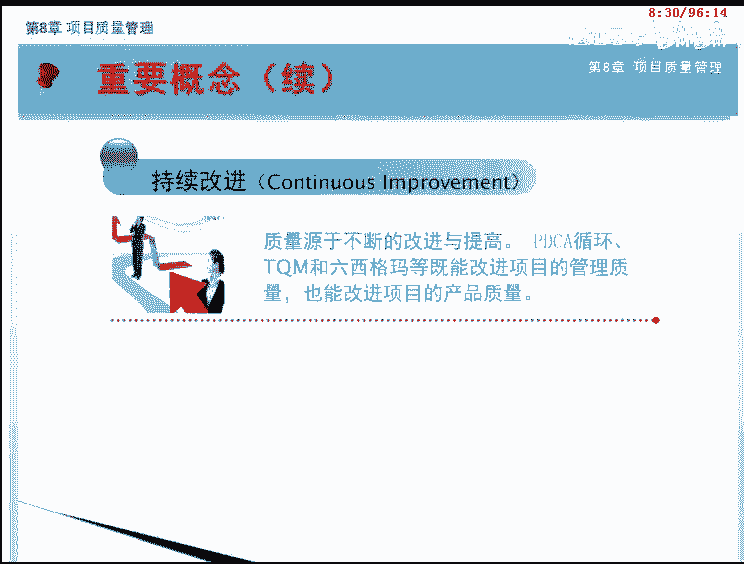 8:30/96:14
第8章 项目质量管理
第8章 项目质量管理
重要概念（续）
持续改进（Continuous Improvement）
质量源于不断的改进与提高。 PDCA循环、
TQM和六西格玛等既能改进项目的管理质
量，也能改进项目的产品质量。